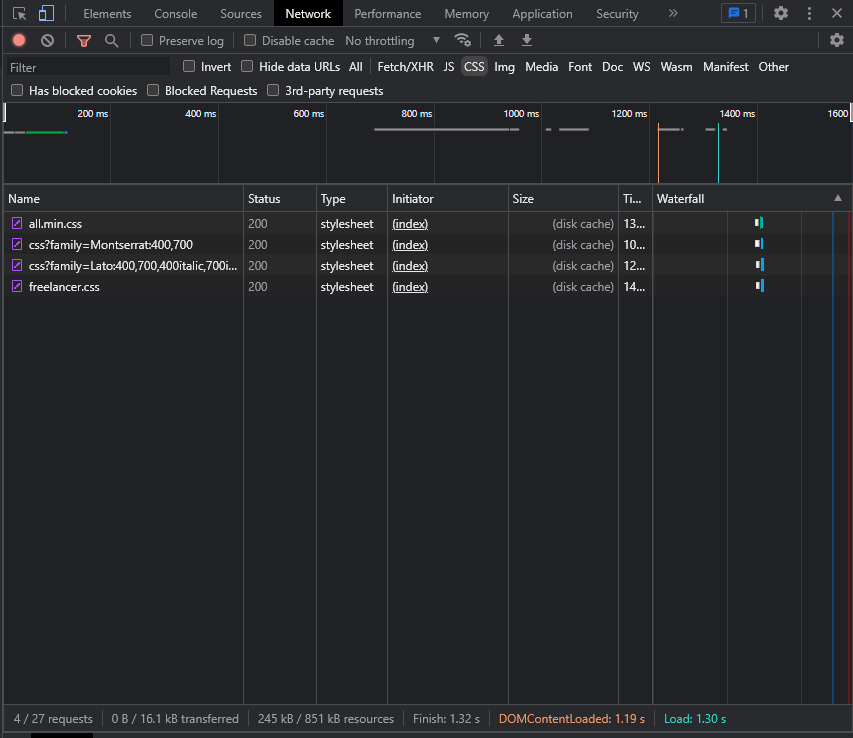 Elements Console Sources Network Performance Memory Application Security » 1
Preserve log Disable cache No throttling
Filter Invert Hide data URLs All Fetch/XHR JS CSS Img Media Font Doc WS Wasm Manifest Other
Has blocked cookies Blocked Requests 3rd-party requests
200 ms 400 ms 600 ms 800 ms 1000 ms 1200 ms 1400 ms 1600
Name Status Type Initiator Size Ti... Waterfall
all.min.css 200 stylesheet (index) (disk cache) 13...
css?family=Montserrat:400,700 200 stylesheet (index) (disk cache) 10...
css?family=Lato:400,700,400italic,700i... 200 stylesheet (index) (disk cache) 12...
freelancer.css 200 stylesheet (index) (disk cache) 14...
4 / 27 requests 0 B / 16.1 kB transferred 245 kB / 851 kB resources Finish: 1.32 s DOMContentLoaded: 1.19 s Load: 1.30 s